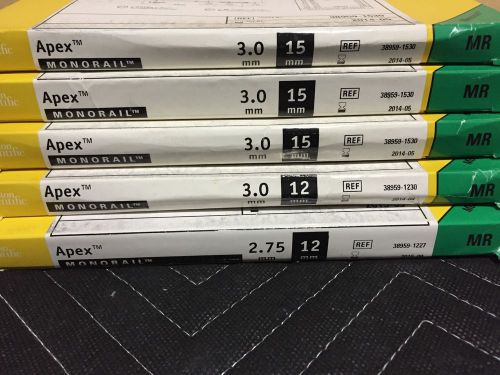 Apex™ 3.0 15 REF 38959-1530 MR
MONORAIL™ mm mm 2014-05
Apex™ 3.0 15 REF 38959-1530 MR
MONORAIL™ mm mm 2014-05
Apex™ 3.0 15 REF 38959-1530 MR
MONORAIL™ mm mm 2014-05
Apex™ 3.0 12 REF 38959-1230 MR
MONORAIL™ mm mm 2014-04
Apex™ 2.75 12 REF 38959-1227 MR
MONORAIL™ mm mm